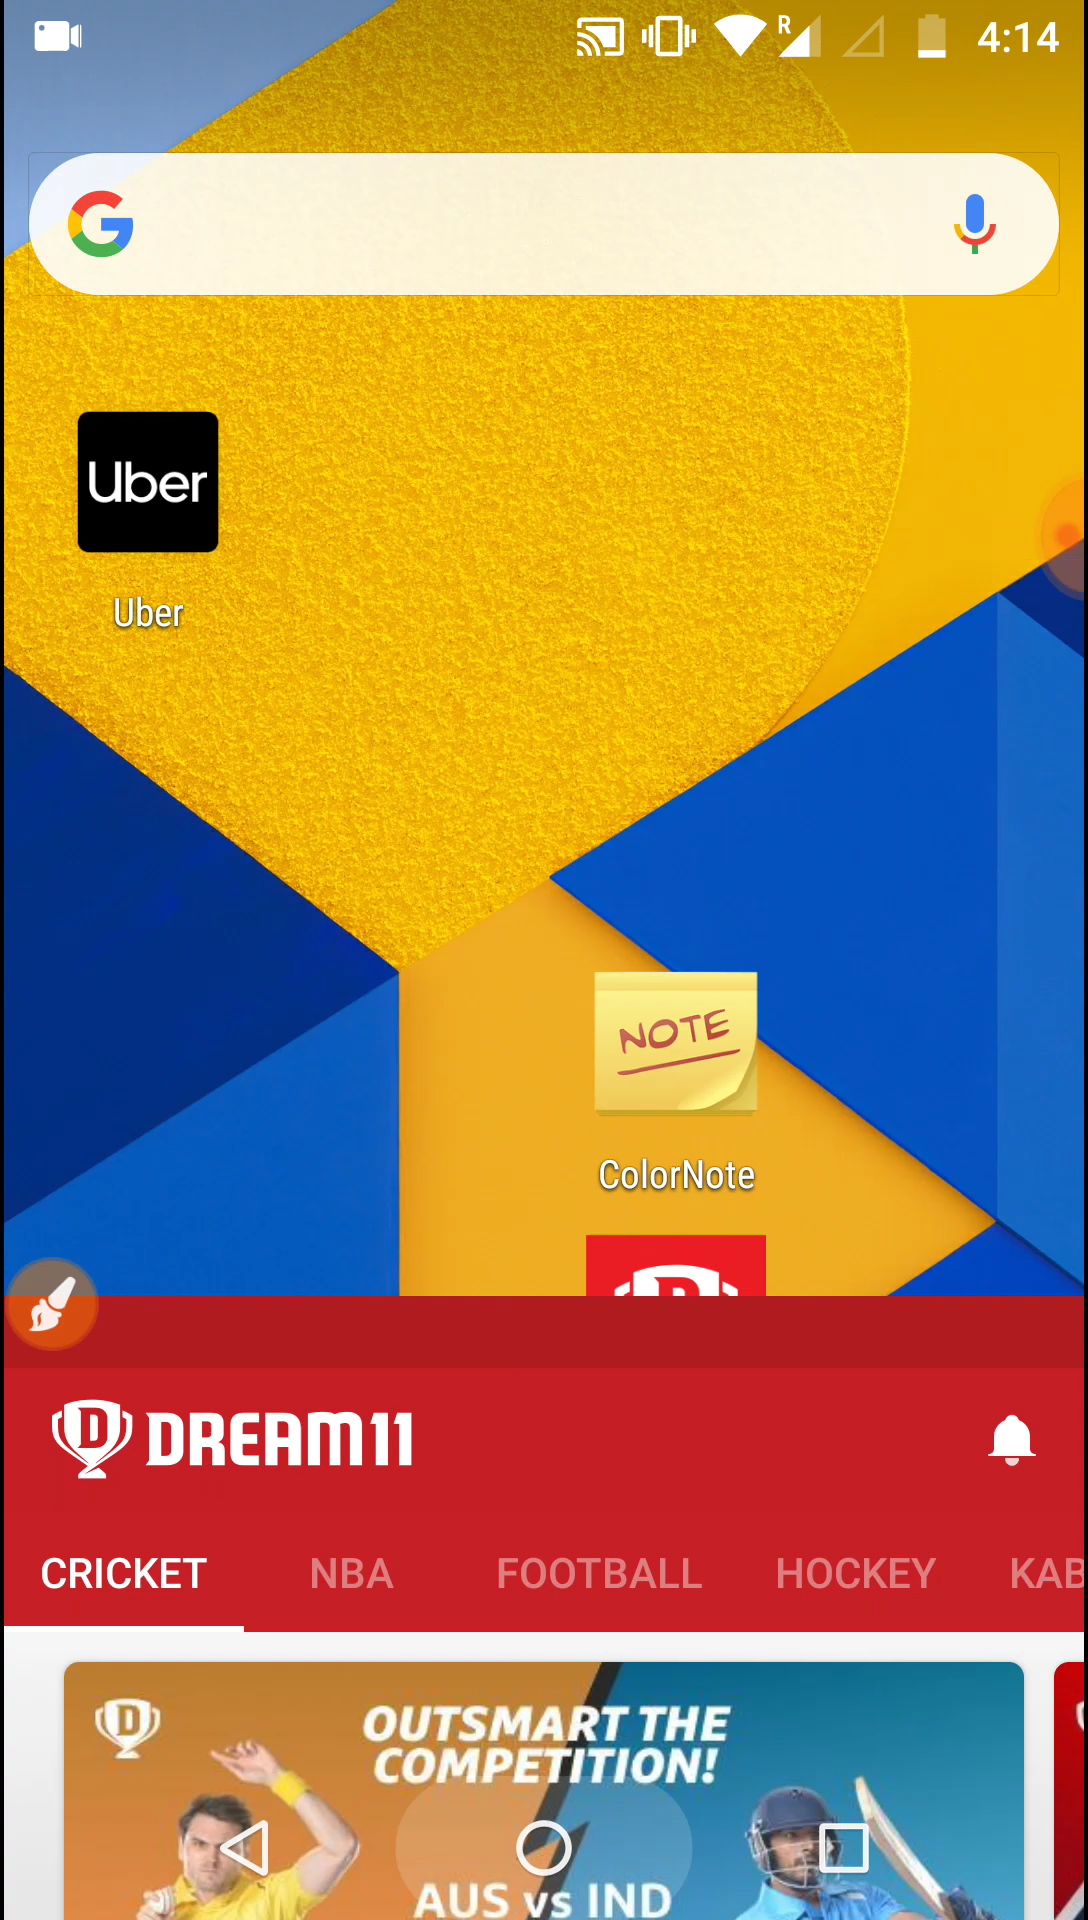 R
4:14
Uber
Uber
NOTE
ColorNote
DREAM11
CRICKET NBA FOOTBALL HOCKEY KAB
OUTSMART THE
COMPETITION!
AUS vs IND